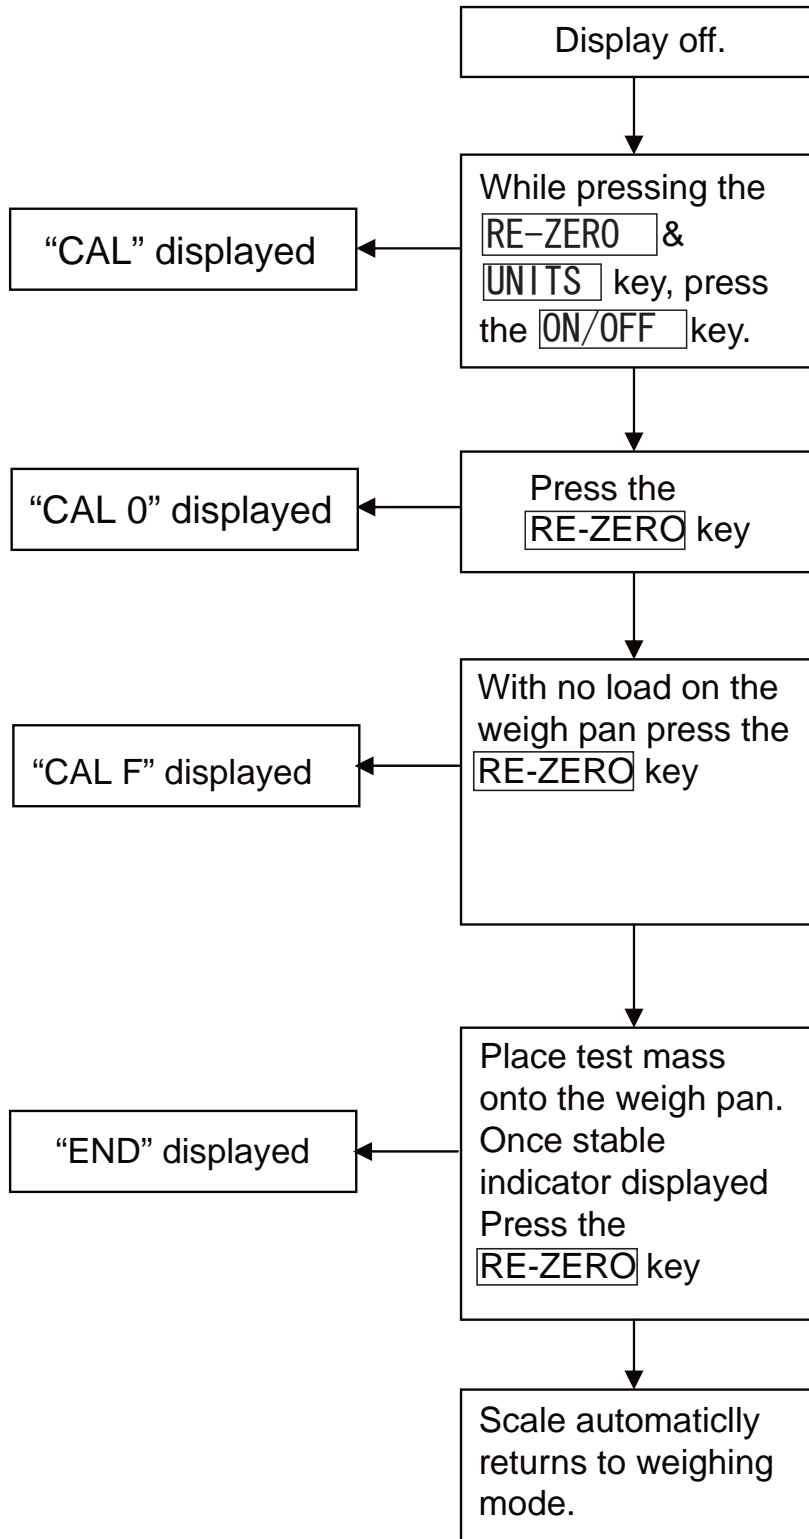 Display off.
While pressing the
RE-ZERO &
UNITS key, press
the ON/OFF key.
“CAL” displayed
Press the
RE-ZERO key
“CAL 0” displayed
With no load on the
weigh pan press the
RE-ZERO key
“CAL F” displayed
Place test mass
onto the weigh pan.
Once stable
indicator displayed
Press the
RE-ZERO key
“END” displayed
Scale automaticlly
returns to weighing
mode.